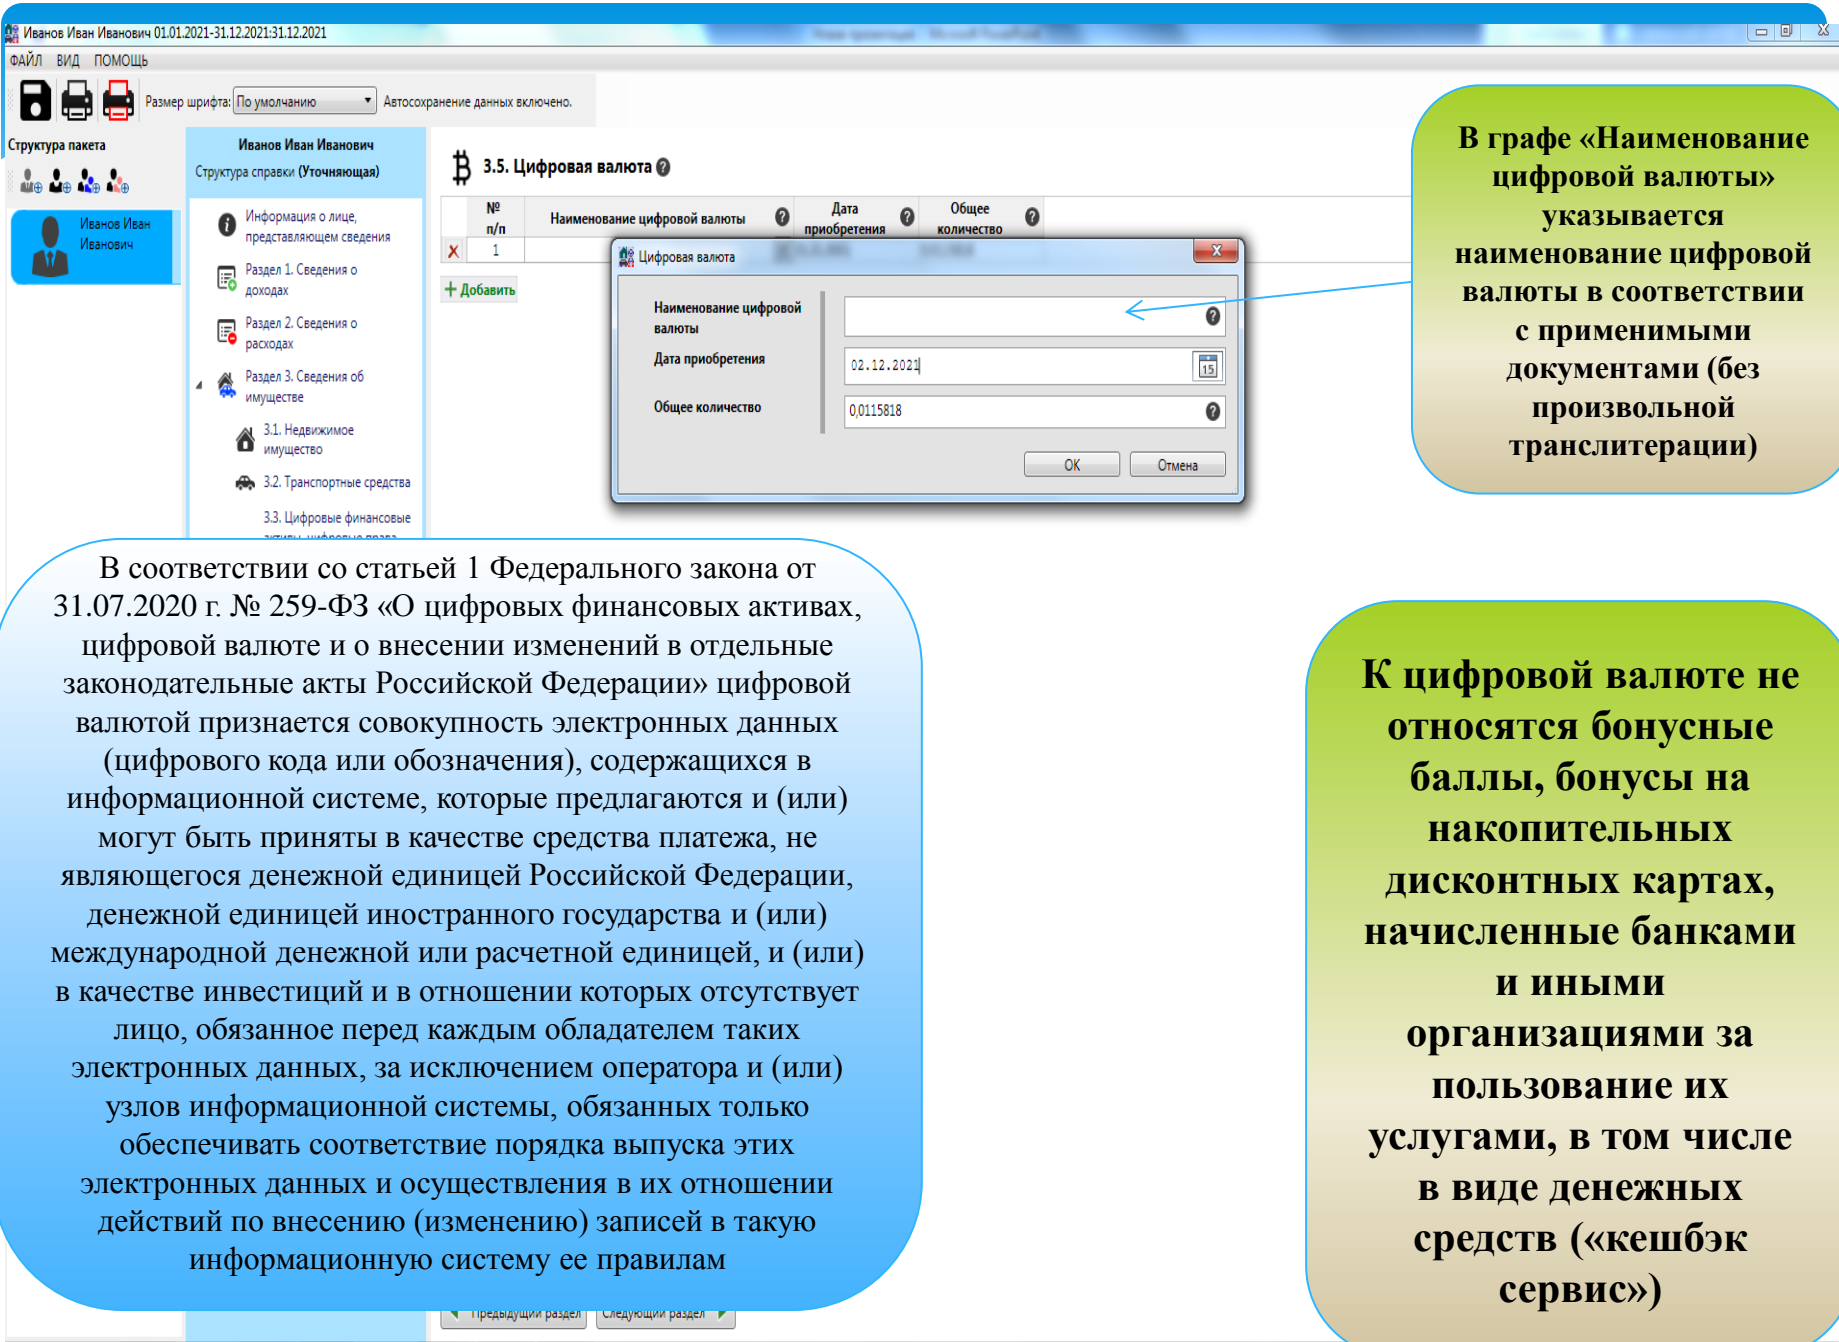 Иванов Иван Иванович 01.01.2021-31.12.2021:31.12.2021
ФАЙЛ ВИД ПОМОЩЬ
Размер шрифта: По умолчанию Автосохранение данных включено.
Структура пакета
Иванов Иван
Иванович
Иванов Иван Иванович
Структура справки (Уточняющая)
Информация о лице,
представляющем сведения
Раздел 1. Сведения о
доходах
Раздел 2. Сведения о
расходах
Раздел 3. Сведения об
имуществе
3.1. Недвижимое
имущество
3.2. Транспортные средства
3.3. Цифровые финансовые
активы, цифровые права
3.5. Цифровая валюта
№
п/п
Наименование цифровой валюты
Дата
приобретения
Общее
количество
1
Добавить
Цифровая валюта
Наименование цифровой
валюты
Дата приобретения
02.12.2021
15
Общее количество
0,0115818
OK Отмена
В графе «Наименование
цифровой валюты»
указывается
наименование цифровой
валюты в соответствии
с применимыми
документами (без
произвольной
транслитерации)
В соответствии со статьей 1 Федерального закона от
31.07.2020 г. № 259-ФЗ «О цифровых финансовых активах,
цифровой валюте и о внесении изменений в отдельные
законодательные акты Российской Федерации» цифровой
валютой признается совокупность электронных данных
(цифрового кода или обозначения), содержащихся в
информационной системе, которые предлагаются и (или)
могут быть приняты в качестве средства платежа, не
являющегося денежной единицей Российской Федерации,
денежной единицей иностранного государства и (или)
международной денежной или расчетной единицей, и (или)
в качестве инвестиций и в отношении которых отсутствует
лицо, обязанное перед каждым обладателем таких
электронных данных, за исключением оператора и (или)
узлов информационной системы, обязанных только
обеспечивать соответствие порядка выпуска этих
электронных данных и осуществления в их отношении
действий по внесению (изменению) записей в такую
информационную систему ее правилам
К цифровой валюте не
относятся бонусные
баллы, бонусы на
накопительных
дисконтных картах,
начисленные банками
и иными
организациями за
пользование их
услугами, в том числе
в виде денежных
средств («кешбэк
сервис»)
Предыдущий раздел Следующий раздел